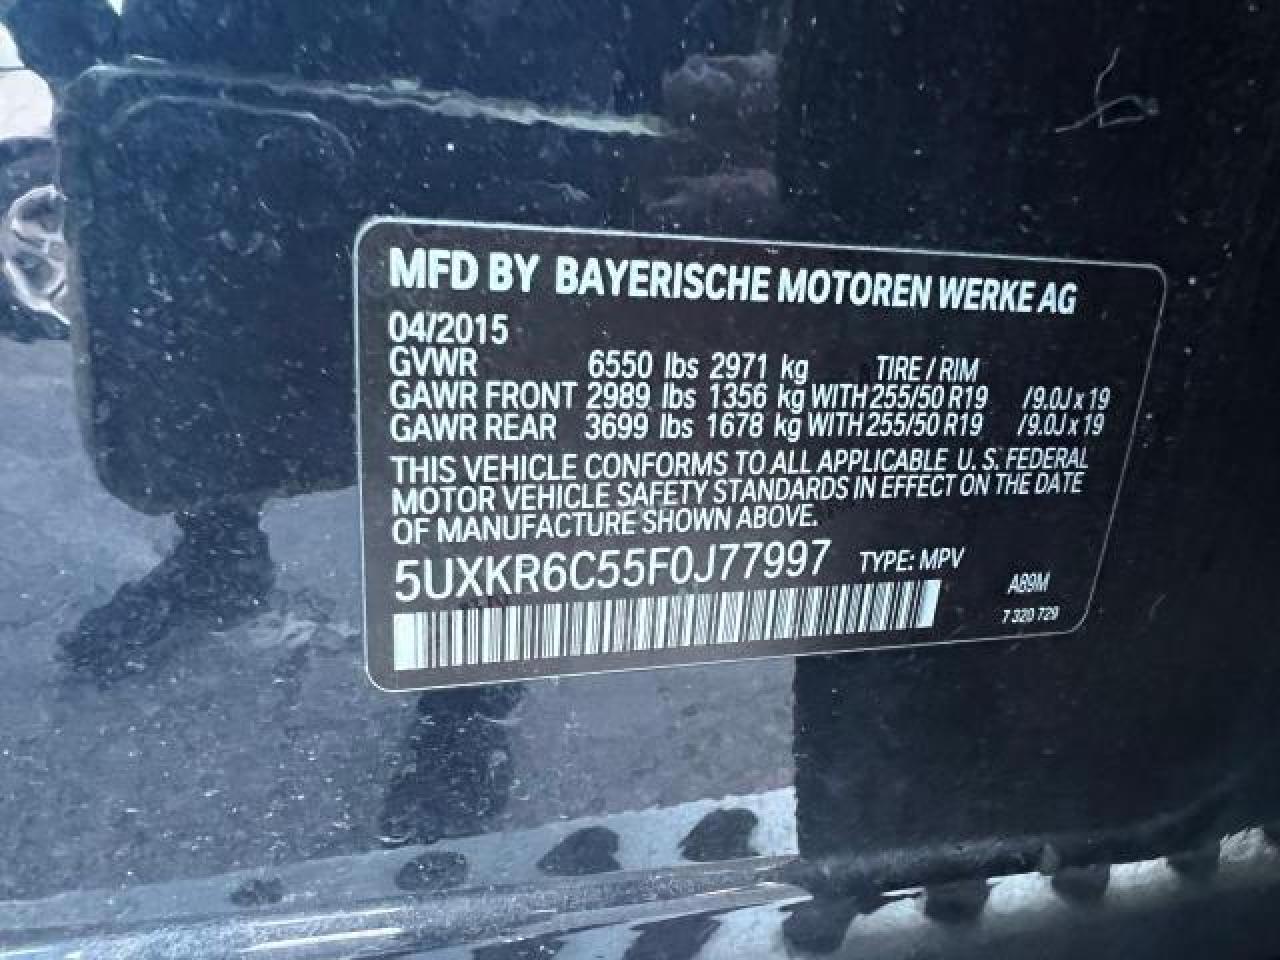 MFD BY BAYERISCHE MOTOREN WERKE AG
04/2015
GVWR 6550 lbs 2971 kg TIRE / RIM
GAWR FRONT 2989 lbs 1356 kg WITH 255/50 R19 /9.0J x 19
GAWR REAR 3699 lbs 1678 kg WITH 255/50 R19 /9.0J x 19
THIS VEHICLE CONFORMS TO ALL APPLICABLE U. S. FEDERAL
MOTOR VEHICLE SAFETY STANDARDS IN EFFECT ON THE DATE
OF MANUFACTURE SHOWN ABOVE.
5UXKR6C55F0J77997 TYPE: MPV
A89M
7 320 729